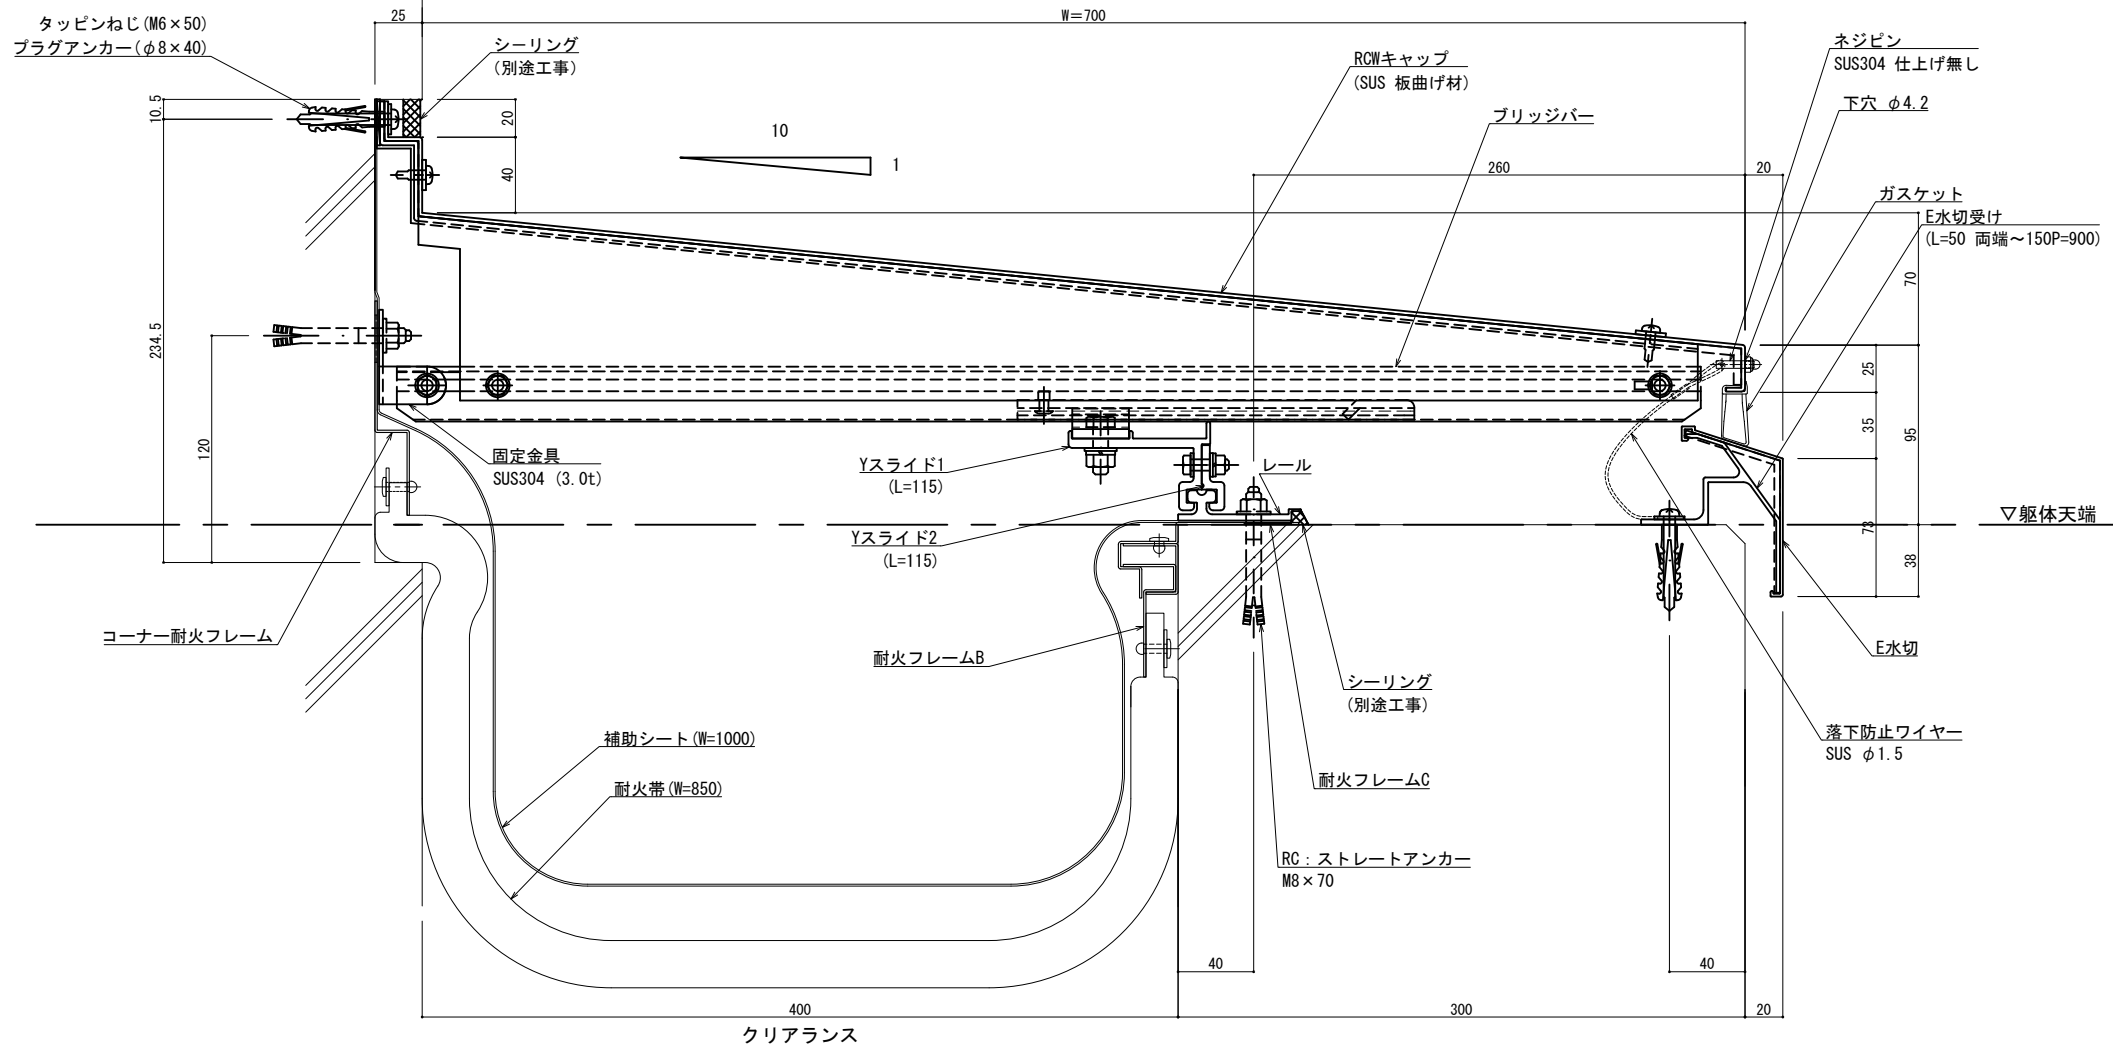 タッピンねじ(M6×50)
プラグアンカー(φ8×40)
25
W=700
シーリング
(別途工事)
RCWキャップ
(SUS 板曲げ材)
ネジピン
SUS304 仕上げ無し
下穴 φ4.2
ブリッジバー
10.5
20
10
1
40
260
20
ガスケット
E水切受け
(L=50 両端～150P=900)
70
234.5
120
25
35
95
73
38
固定金具
SUS304 (3.0t)
Yスライド1
(L=115)
レール
Yスライド2
(L=115)
▽躯体天端
コーナー耐火フレーム
耐火フレームB
E水切
シーリング
(別途工事)
落下防止ワイヤー
SUS φ1.5
補助シート(W=1000)
耐火帯(W=850)
耐火フレームC
RC：ストレートアンカー
M8×70
40
40
400
300
20
クリアランス